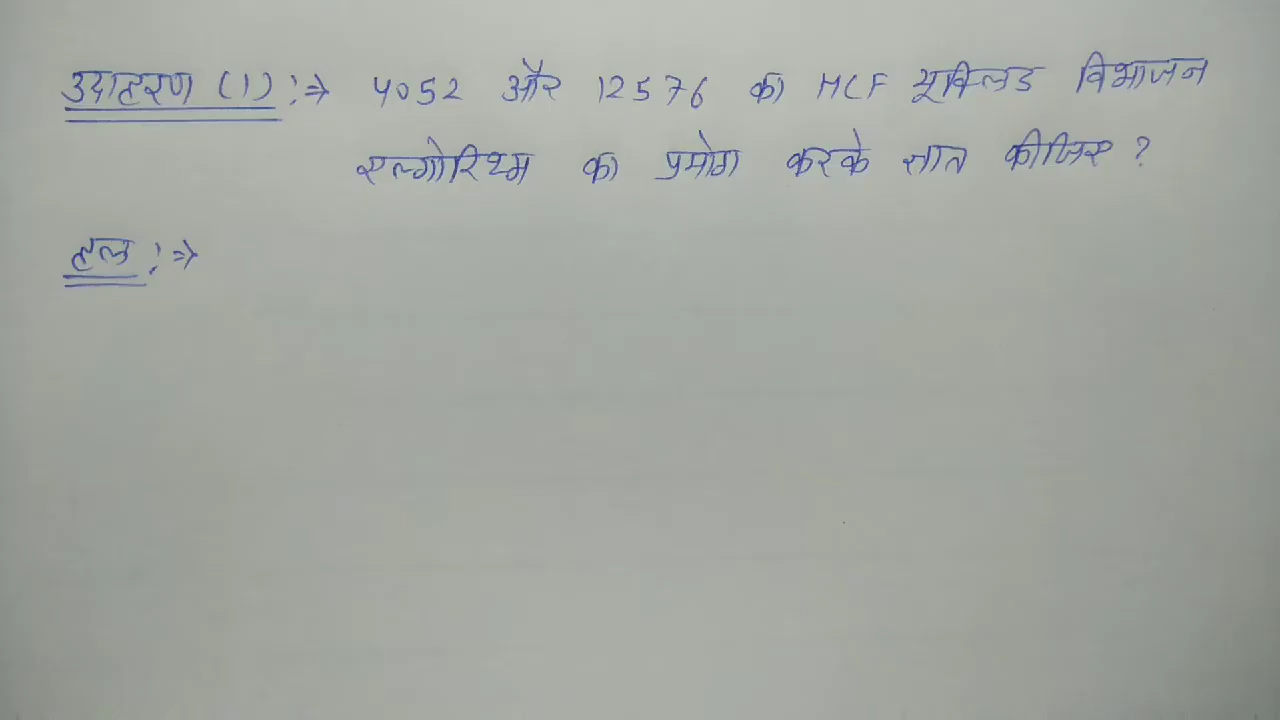 उदाहरण (1) :⇒ 4052 और 12576 का HCF यूक्लिड विभाजन
एल्गोरिथ्म का प्रयोग करके ज्ञात कीजिए ?
हल :⇒